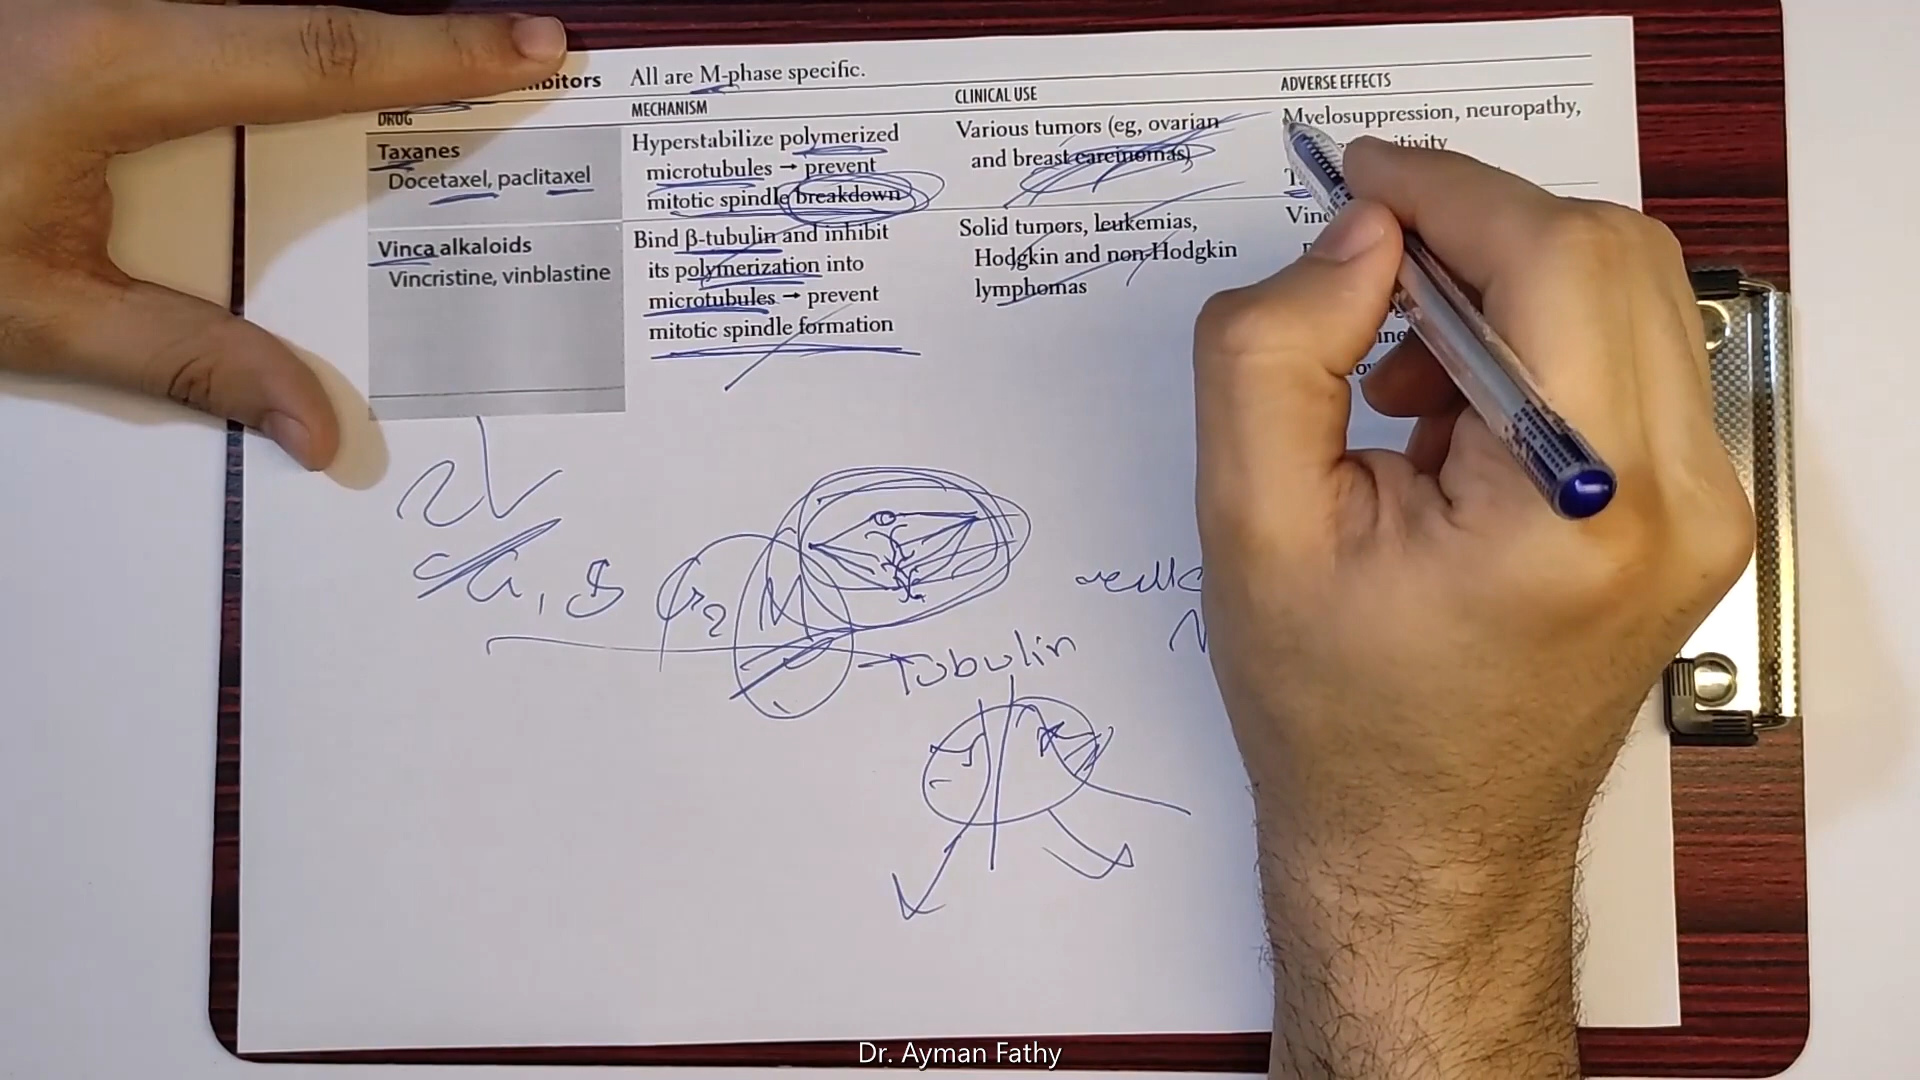 All are M-phase specific.
DRUG
MECHANISM
CLINICAL USE
ADVERSE EFFECTS
Taxanes
Docetaxel, paclitaxel
Hyperstabilize polymerized
microtubules → prevent
mitotic spindle breakdown
Various tumors (eg, ovarian
and breast carcinomas)
Myelosuppression, neuropathy,
Vinca alkaloids
Vincristine, vinblastine
Bind β-tubulin and inhibit
its polymerization into
microtubules → prevent
mitotic spindle formation
Solid tumors, leukemias,
Hodgkin and non-Hodgkin
lymphomas
G1 S G2 M
Tubulin
Dr. Ayman Fathy